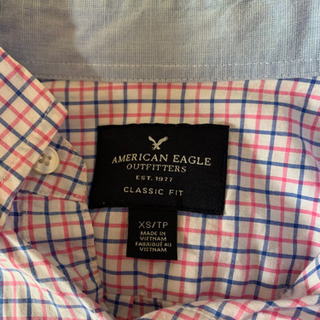 AMERICAN EAGLE
OUTFITTERS
EST. 1977
CLASSIC FIT
XS/TP
MADE IN
VIETNAM
FABRIQUÉ AU
VIETNAM